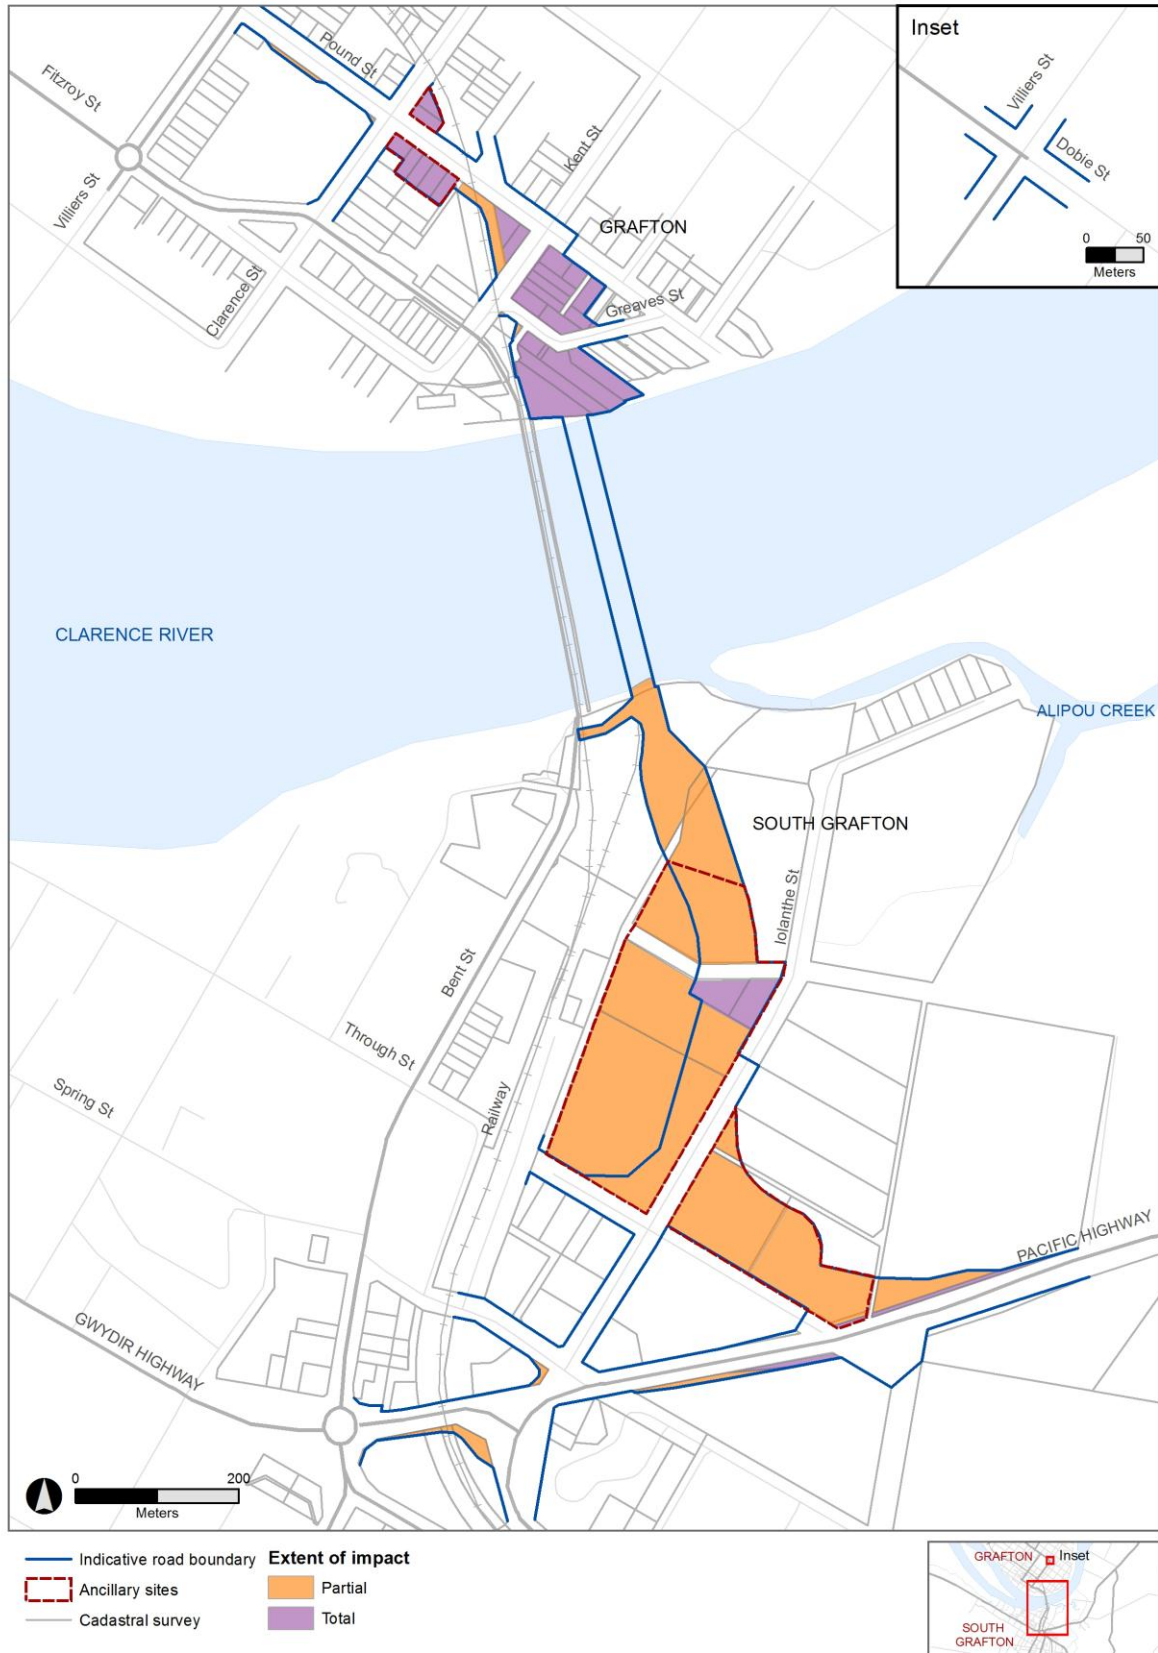 Inset
Villiers St
Dobie St
0 50
Meters
Pound St
Fitzroy St
Villiers St
Clarence St
Kent St
GRAFTON
Greaves St
CLARENCE RIVER
ALIPOU CREEK
SOUTH GRAFTON
Iolanthe St
Bent St
Through St
Spring St
Railway
PACIFIC HIGHWAY
GWYDIR HIGHWAY
0 200
Meters
Indicative road boundary
Ancillary sites
Cadastral survey
Extent of impact
Partial
Total
GRAFTON
Inset
SOUTH
GRAFTON